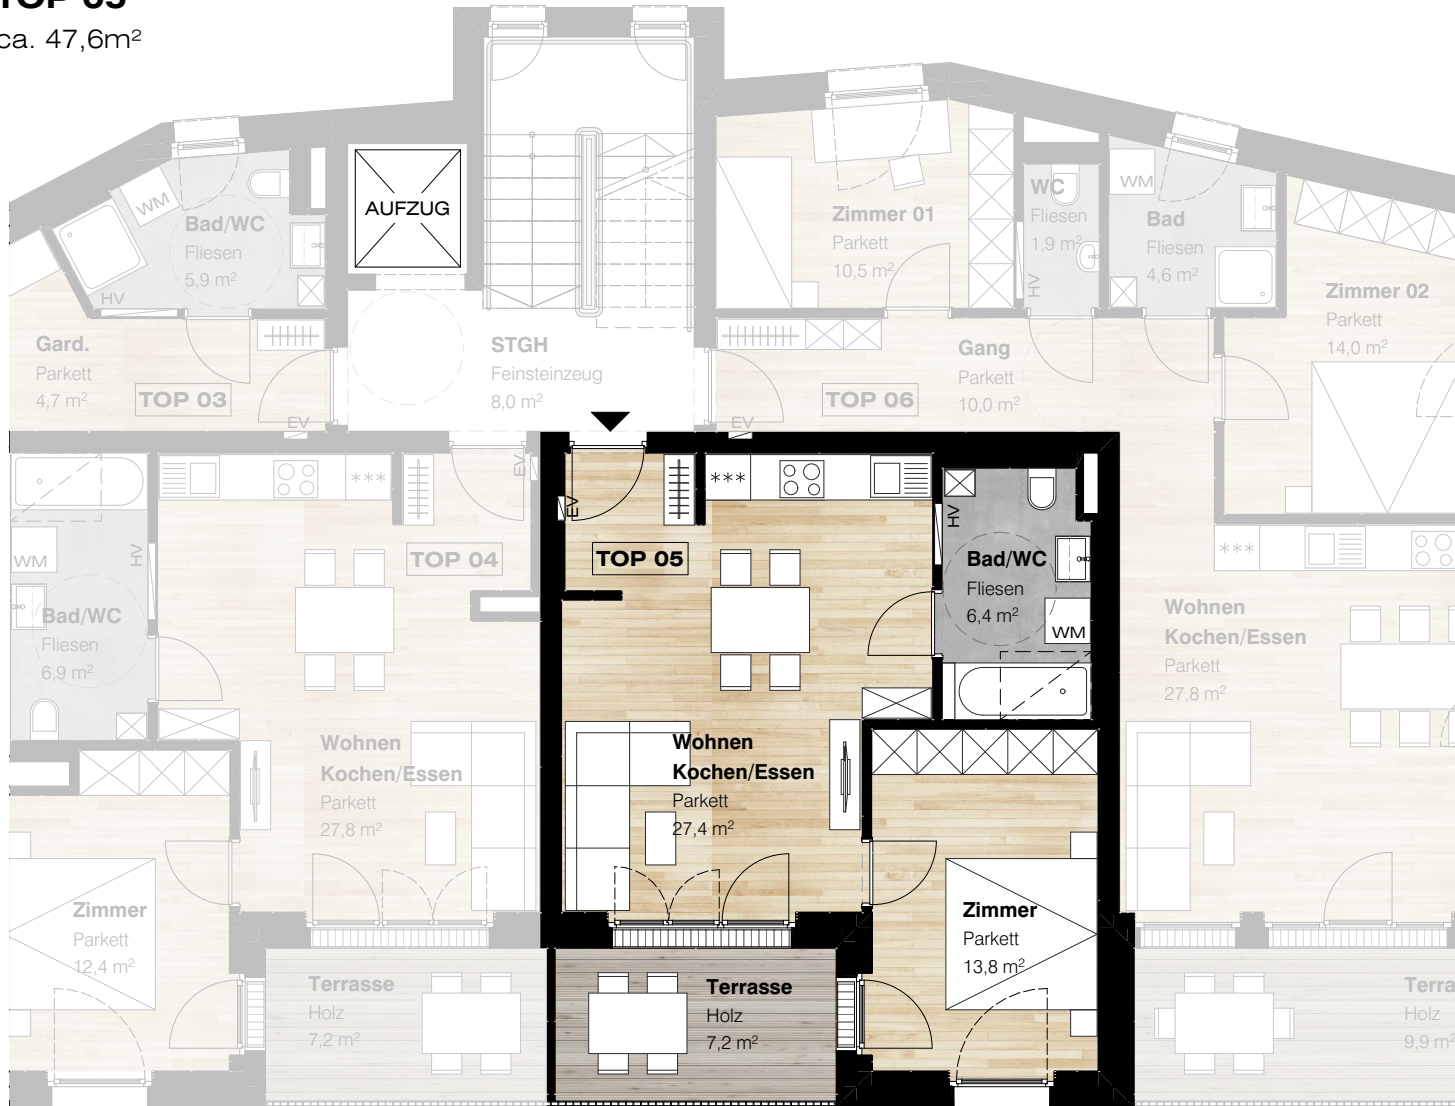 TOP 05
ca. 47,6m²
AUFZUG
WM
Bad/WC
Fliesen
5,9 m²
HV
Gard.
Parkett
4,7 m²
TOP 03
EV
STGH
Feinsteinzeug
8,0 m²
Zimmer 01
Parkett
10,5 m²
WC
Fliesen
1,9 m²
HV
WM
Bad
Fliesen
4,6 m²
Zimmer 02
Parkett
14,0 m²
Gang
Parkett
10,0 m²
TOP 06
EV
WM
HV
Bad/WC
Fliesen
6,9 m²
***
EV
TOP 04
Wohnen
Kochen/Essen
Parkett
27,8 m²
Zimmer
Parkett
12,4 m²
Terrasse
Holz
7,2 m²
EV
TOP 05
***
HV
Bad/WC
Fliesen
6,4 m²
WM
Wohnen
Kochen/Essen
Parkett
27,4 m²
Zimmer
Parkett
13,8 m²
Terrasse
Holz
7,2 m²
***
Wohnen
Kochen/Essen
Parkett
27,8 m²
Terra
Holz
9,9 m²